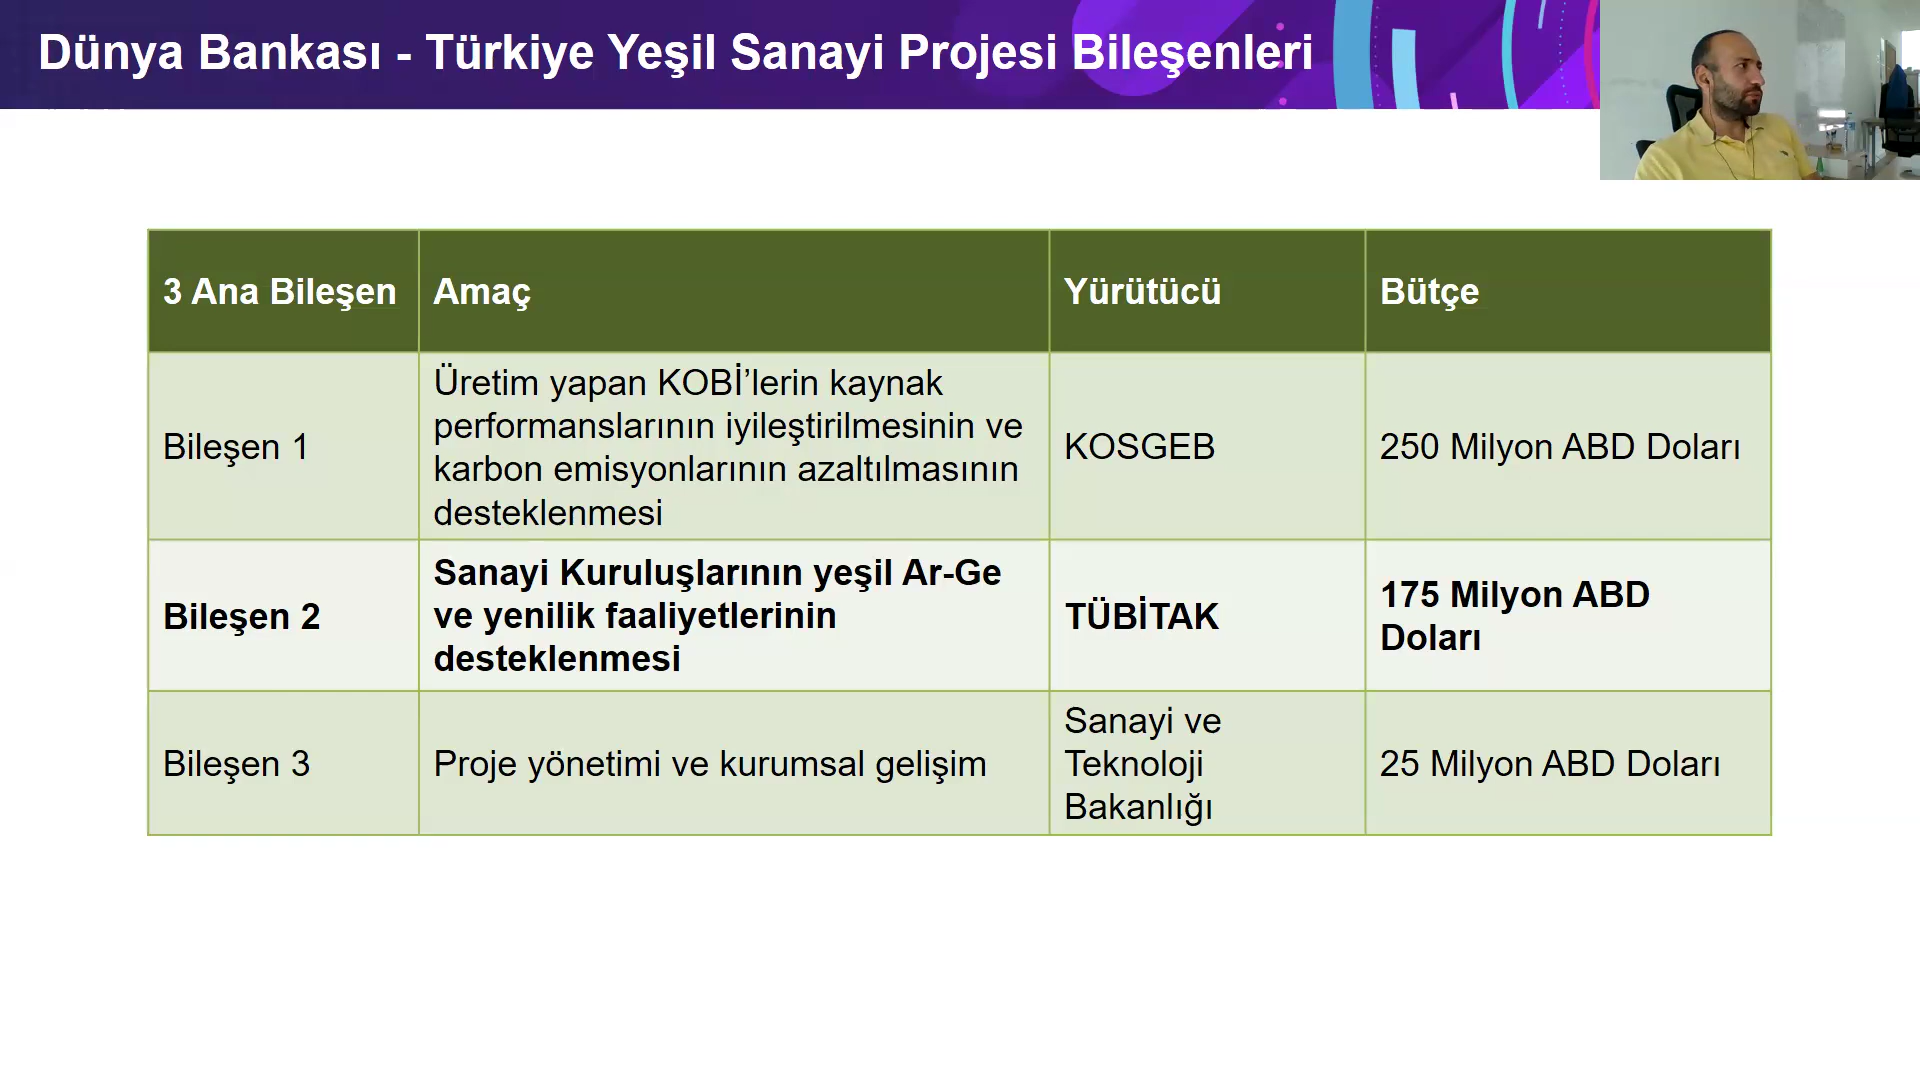 Dünya Bankası - Türkiye Yeşil Sanayi Projesi Bileşenleri
3 Ana Bileşen
Amaç
Yürütücü
Bütçe
Bileşen 1
Üretim yapan KOBİ’lerin kaynak
performanslarının iyileştirilmesinin ve
karbon emisyonlarının azaltılmasının
desteklenmesi
KOSGEB
250 Milyon ABD Doları
Bileşen 2
Sanayi Kuruluşlarının yeşil Ar-Ge
ve yenilik faaliyetlerinin
desteklenmesi
TÜBİTAK
175 Milyon ABD
Doları
Bileşen 3
Proje yönetimi ve kurumsal gelişim
Sanayi ve
Teknoloji
Bakanlığı
25 Milyon ABD Doları